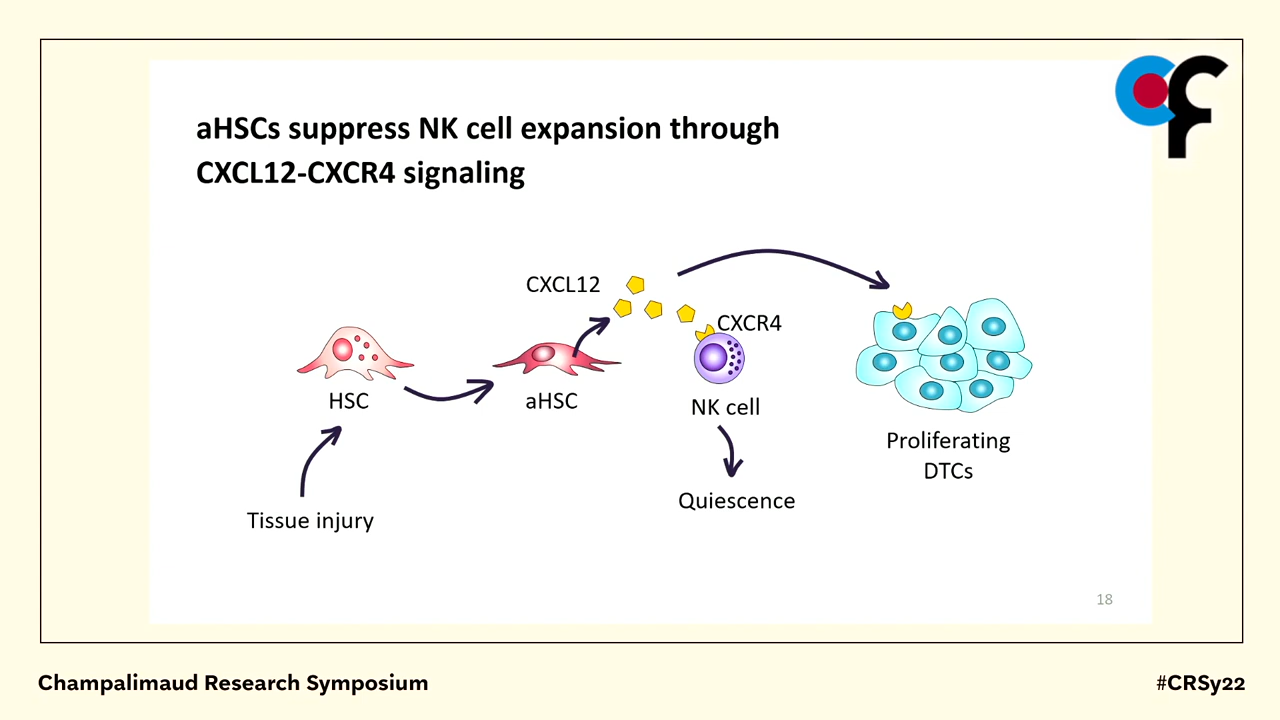 aHSCs suppress NK cell expansion through
CXCL12-CXCR4 signaling
CXCL12
CXCR4
HSC
aHSC
NK cell
Proliferating
DTCs
Quiescence
Tissue injury
18
Champalimaud Research Symposium
#CRSy22